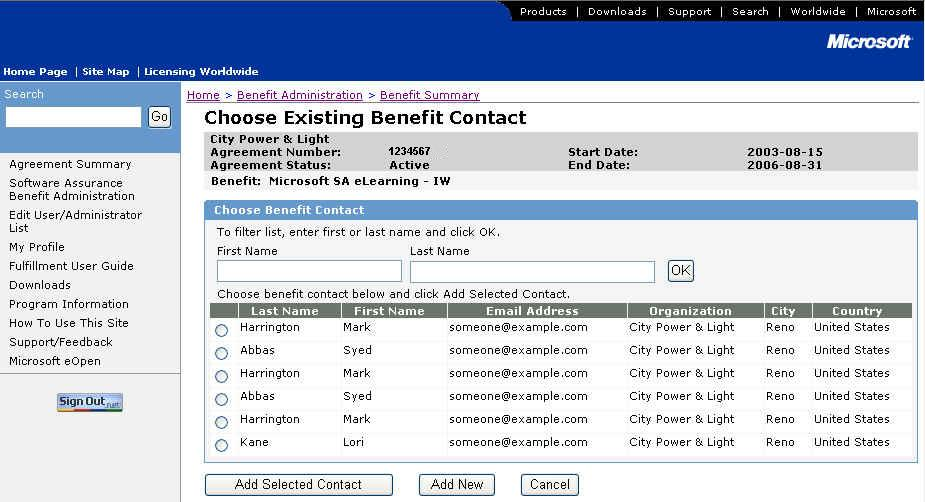 Products | Downloads | Support | Search | Worldwide | Microsoft
Microsoft
Home Page | Site Map | Licensing Worldwide
Search
Go
Agreement Summary
Software Assurance
Benefit Administration
Edit User/Administrator
List
My Profile
Fulfillment User Guide
Downloads
Program Information
How To Use This Site
Support/Feedback
Microsoft eOpen
Sign Out .net
Home > Benefit Administration > Benefit Summary
Choose Existing Benefit Contact
City Power & Light
Agreement Number: 1234567 Start Date: 2003-08-15
Agreement Status: Active End Date: 2006-08-31
Benefit: Microsoft SA eLearning - IW
Choose Benefit Contact
To filter list, enter first or last name and click OK.
First Name Last Name
OK
Choose benefit contact below and click Add Selected Contact.
Last Name First Name Email Address Organization City Country
Harrington Mark someone@example.com City Power & Light Reno United States
Abbas Syed someone@example.com City Power & Light Reno United States
Harrington Mark someone@example.com City Power & Light Reno United States
Abbas Syed someone@example.com City Power & Light Reno United States
Harrington Mark someone@example.com City Power & Light Reno United States
Kane Lori someone@example.com City Power & Light Reno United States
Add Selected Contact Add New Cancel